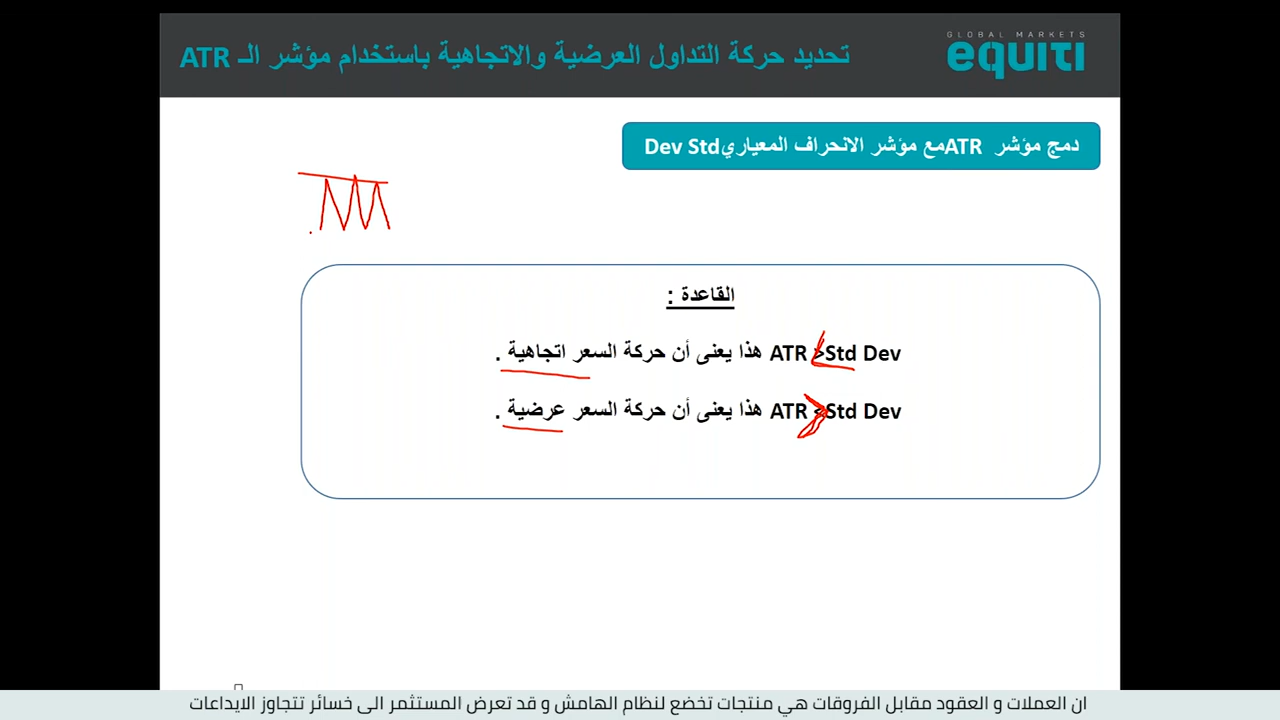 GLOBAL MARKETS
equiti
تحديد حركة التداول العرضية والاتجاهية باستخدام مؤشر الـ ATR
دمج مؤشر ATRمع مؤشر الانحراف المعياريDev Std
القاعدة :
ATR >Std Dev هذا يعنى أن حركة السعر اتجاهية .
ATR <Std Dev هذا يعنى أن حركة السعر عرضية .
ان العملات و العقود مقابل الفروقات هي منتجات تخضع لنظام الهامش و قد تعرض المستثمر الى خسائر تتجاوز الايداعات